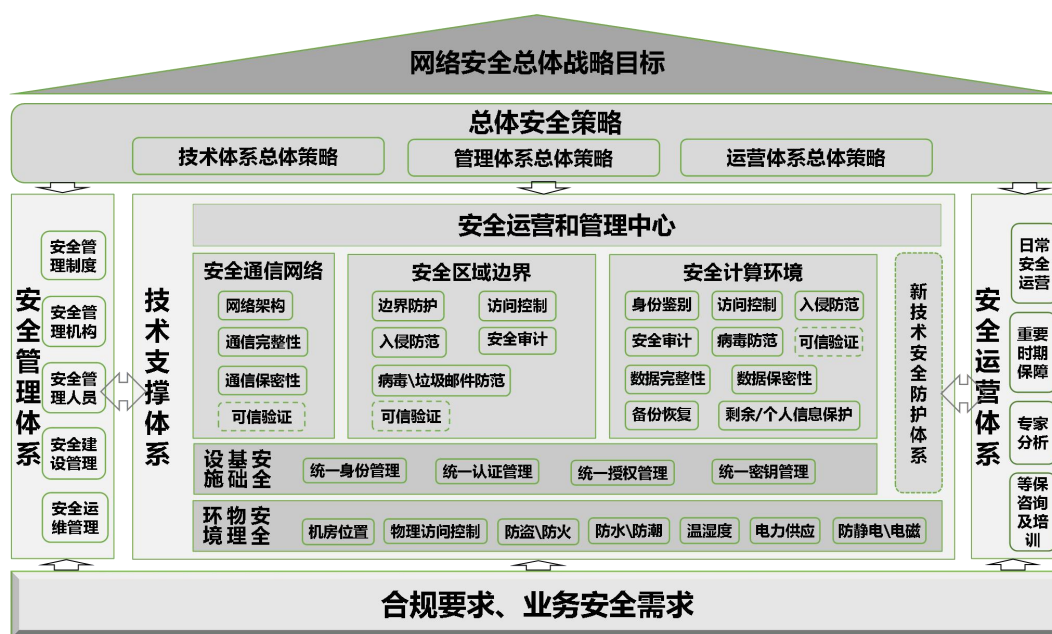 网络安全总体战略目标
总体安全策略
技术体系总体策略
管理体系总体策略
运营体系总体策略
安全管理体系
安全管
理制度
安全管
理机构
安全管
理人员
安全建
设管理
安全运
维管理
技术支撑体系
安全运营和管理中心
安全通信网络
网络架构
通信完整性
通信保密性
可信验证
安全区域边界
边界防护
访问控制
入侵防范
安全审计
病毒\垃圾邮件防范
可信验证
安全计算环境
身份鉴别
访问控制
入侵防范
安全审计
病毒防范
可信验证
数据完整性
数据保密性
备份恢复
剩余/个人信息保护
新技术安全防护体系
安全
基础
设施
统一身份管理
统一认证管理
统一授权管理
统一密钥管理
安全
物理
环境
机房位置
物理访问控制
防盗\防火
防水\防潮
温湿度
电力供应
防静电\电磁
安全运营体系
日常
安全
运营
重要
时期
保障
专家
分析
等保
咨询
及培
训
合规要求、业务安全需求